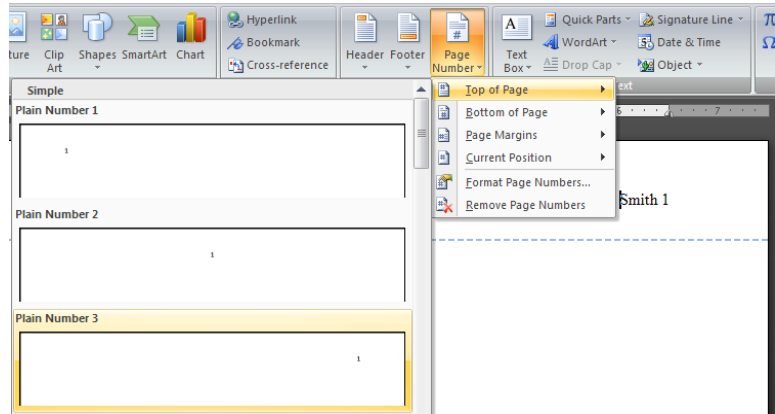 Hyperlink
Bookmark
Cross-reference
Clip Art
Shapes
SmartArt
Chart
Header
Footer
Page Number
A
Text Box
Quick Parts
WordArt
Drop Cap
Signature Line
Date & Time
Object
π
Ω
Simple
Plain Number 1
1
Plain Number 2
1
Plain Number 3
1
Top of Page
Bottom of Page
Page Margins
Current Position
Format Page Numbers...
Remove Page Numbers
6
7
Smith 1